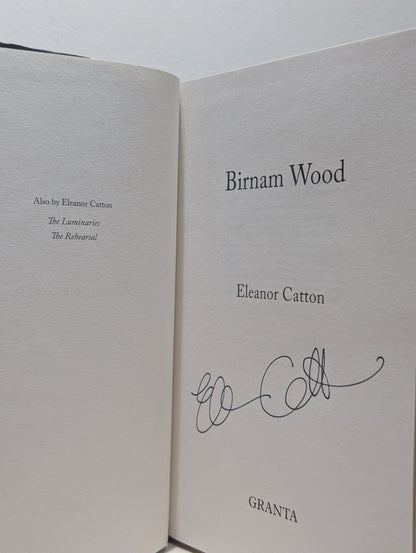 Also by Eleanor Catton
The Luminaries
The Rehearsal
Birnam Wood
Eleanor Catton
GRANTA